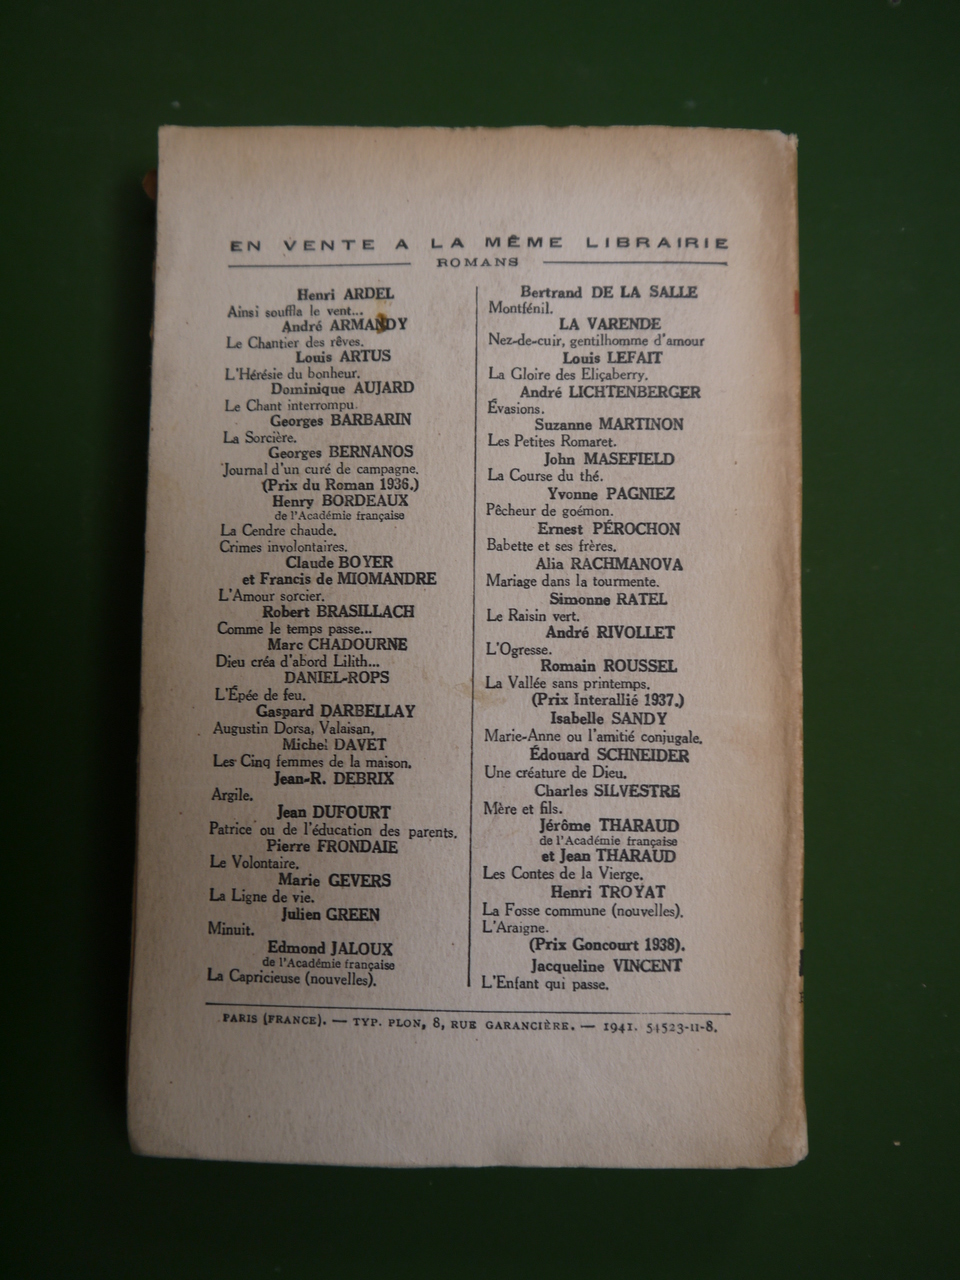 EN VENTE A LA MÊME LIBRAIRIE
ROMANS
Henri ARDEL
Ainsi souffla le vent...
André ARMANDY
Le Chantier des rêves.
Louis ARTUS
L'Hérésie du bonheur.
Dominique AUJARD
Le Chant interrompu.
Georges BARBARIN
La Sorcière.
Georges BERNANOS
Journal d'un curé de campagne.
(Prix du Roman 1936.)
Henry BORDEAUX
de l'Académie française
La Cendre chaude.
Crimes involontaires.
Claude BOYER
et Francis de MIOMANDRE
L'Amour sorcier.
Robert BRASILLACH
Comme le temps passe...
Marc CHADOURNE
Dieu créa d'abord Lilith...
DANIEL-ROPS
L'Épée de feu.
Gaspard DARBELLAY
Augustin Dorsa, Valaisan.
Michel DAVET
Les Cinq femmes de la maison.
Jean-R. DEBRIX
Argile.
Jean DUFOURT
Patrice ou de l'éducation des parents.
Pierre FRONDAIE
Le Volontaire.
Marie GEVERS
La Ligne de vie.
Julien GREEN
Minuit.
Edmond JALOUX
de l'Académie française
La Capricieuse (nouvelles).
Bertrand DE LA SALLE
Montfénil.
LA VARENDE
Nez-de-cuir, gentilhomme d'amour
Louis LEFAIT
La Gloire des Eliçaberry.
André LICHTENBERGER
Évasions.
Suzanne MARTINON
Les Petites Romaret.
John MASEFIELD
La Course du thé.
Yvonne PAGNIEZ
Pêcheur de goémon.
Ernest PÉROCHON
Babette et ses frères.
Alia RACHMANOVA
Mariage dans la tourmente.
Simonne RATEL
Le Raisin vert.
André RIVOLLET
L'Ogresse.
Romain ROUSSEL
La Vallée sans printemps.
(Prix Interallié 1937.)
Isabelle SANDY
Marie-Anne ou l'amitié conjugale.
Édouard SCHNEIDER
Une créature de Dieu.
Charles SILVESTRE
Mère et fils.
Jérôme THARAUD
de l'Académie française
et Jean THARAUD
Les Contes de la Vierge.
Henri TROYAT
La Fosse commune (nouvelles).
L'Araigne.
(Prix Goncourt 1938).
Jacqueline VINCENT
L'Enfant qui passe.
PARIS (FRANCE). — TYP. PLON, 8, RUE GARANCIÈRE. — 1941. 54523-11-8.